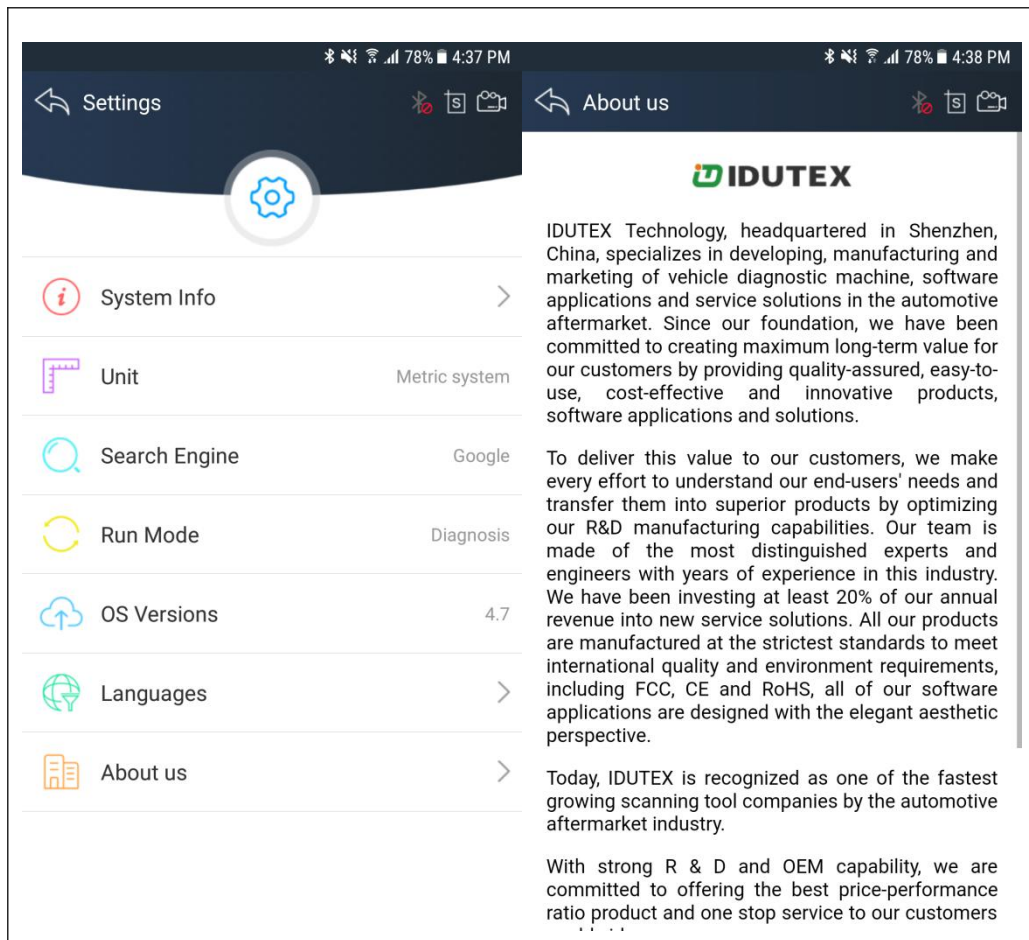 78% 4:37 PM
Settings
S
System Info
Unit
Metric system
Search Engine
Google
Run Mode
Diagnosis
OS Versions
4.7
Languages
About us
78% 4:38 PM
About us
S
IDUTEX
IDUTEX Technology, headquartered in Shenzhen,
China, specializes in developing, manufacturing and
marketing of vehicle diagnostic machine, software
applications and service solutions in the automotive
aftermarket. Since our foundation, we have been
committed to creating maximum long-term value for
our customers by providing quality-assured, easy-to-
use, cost-effective and innovative products,
software applications and solutions.
To deliver this value to our customers, we make
every effort to understand our end-users' needs and
transfer them into superior products by optimizing
our R&D manufacturing capabilities. Our team is
made of the most distinguished experts and
engineers with years of experience in this industry.
We have been investing at least 20% of our annual
revenue into new service solutions. All our products
are manufactured at the strictest standards to meet
international quality and environment requirements,
including FCC, CE and RoHS, all of our software
applications are designed with the elegant aesthetic
perspective.
Today, IDUTEX is recognized as one of the fastest
growing scanning tool companies by the automotive
aftermarket industry.
With strong R & D and OEM capability, we are
committed to offering the best price-performance
ratio product and one stop service to our customers